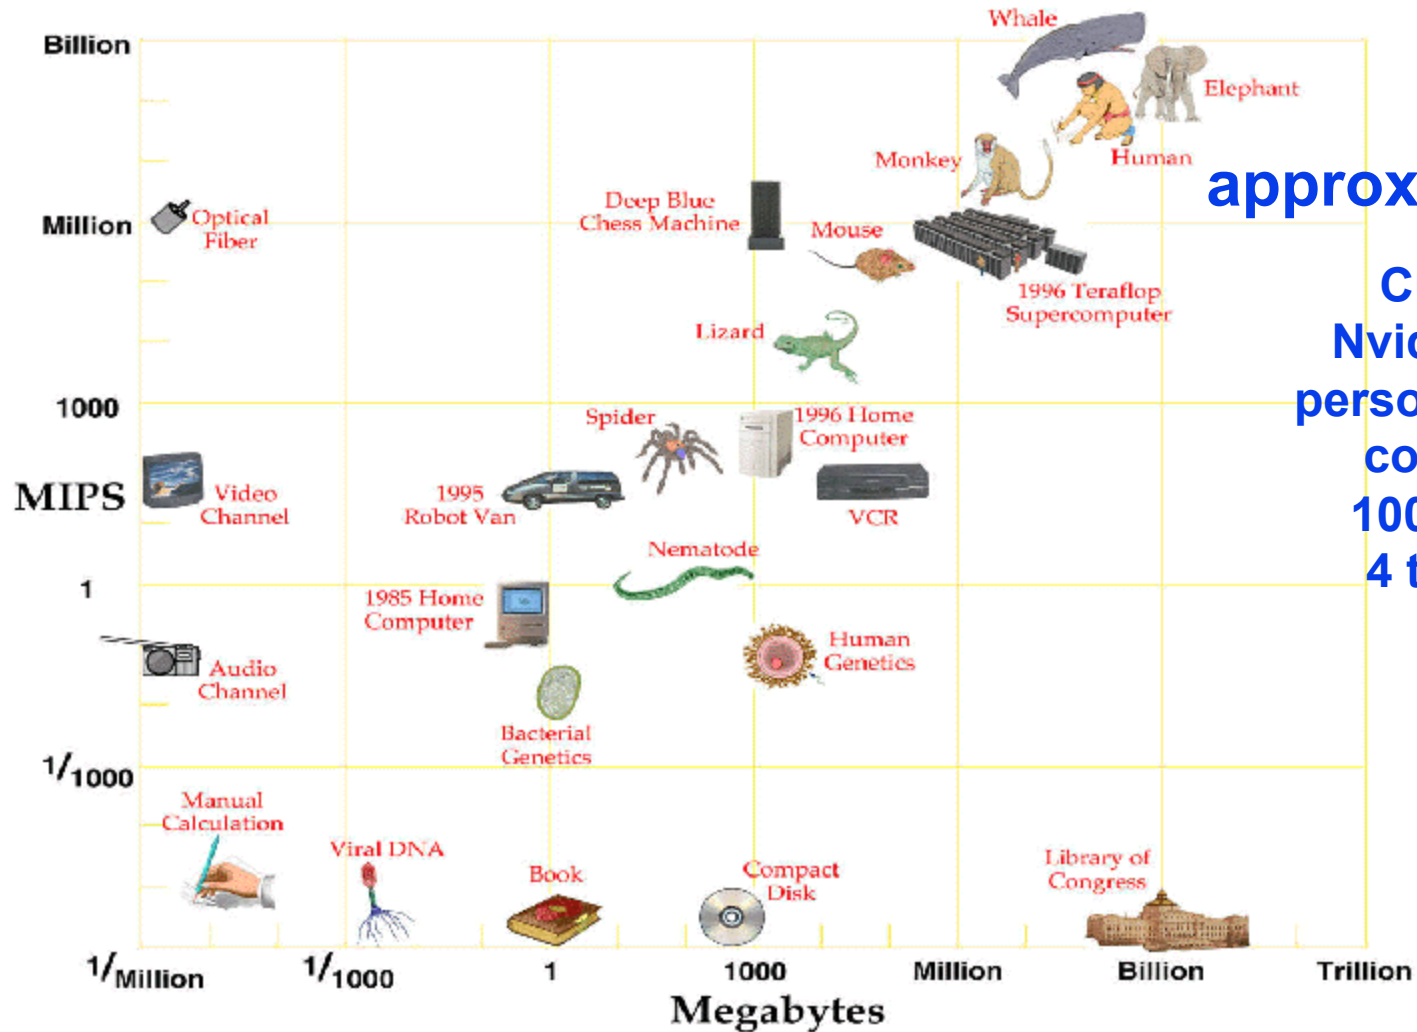 Whale
Billion
Elephant
Monkey
Human
approx
Deep Blue
Chess Machine
Optical
Fiber
Million
Mouse
C
1996 Teraflop
Supercomputer
Lizard
Nvic
perso
1000
Spider
1996 Home
Computer
co
MIPS
Video
Channel
1995
Robot Van
VCR
100
Nematode
4 t
1
1985 Home
Computer
Human
Genetics
Audio
Channel
Bacterial
Genetics
1/1000
Manual
Calculation
Viral DNA
Book
Compact
Disk
Library of
Congress
1/Million
1/1000
1
1000
Million
Billion
Trillion
Megabytes